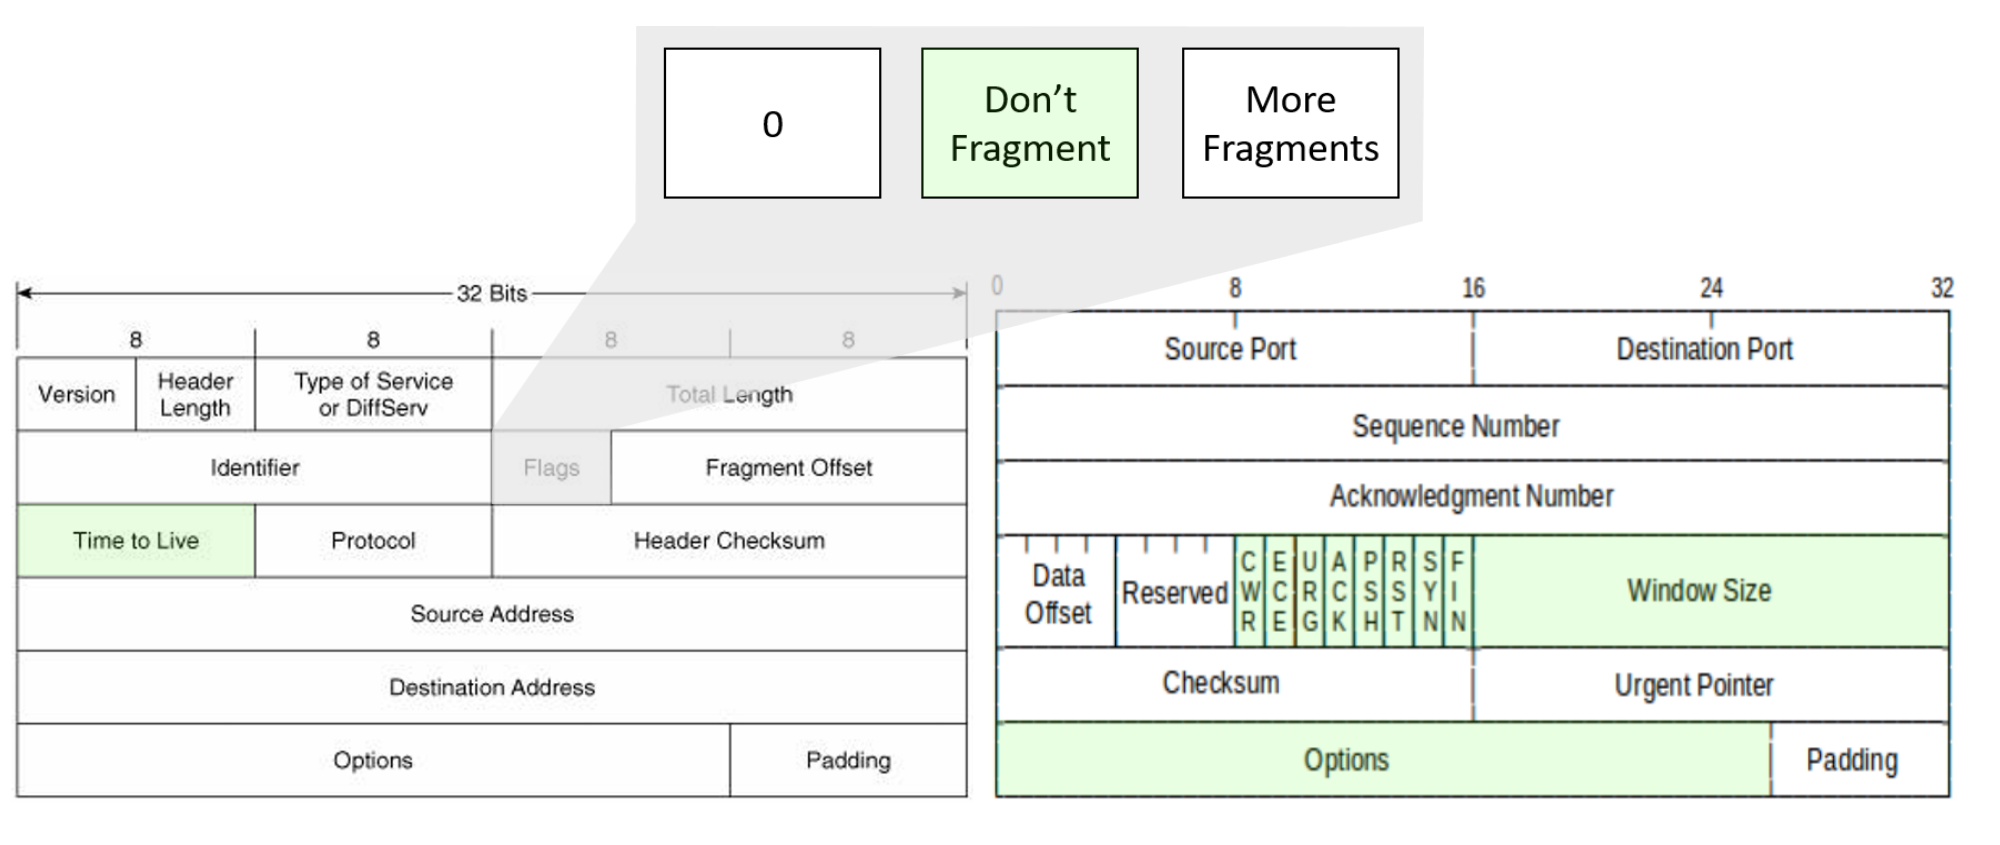 0
Don’t
Fragment
More
Fragments
32 Bits
8
8
8
8
Version
Header
Length
Type of Service
or DiffServ
Total Length
Identifier
Flags
Fragment Offset
Time to Live
Protocol
Header Checksum
Source Address
Destination Address
Options
Padding
0
8
16
24
32
Source Port
Destination Port
Sequence Number
Acknowledgment Number
Data
Offset
Reserved
CWR
ECE
URG
ACK
PSH
RST
SYN
FIN
Window Size
Checksum
Urgent Pointer
Options
Padding